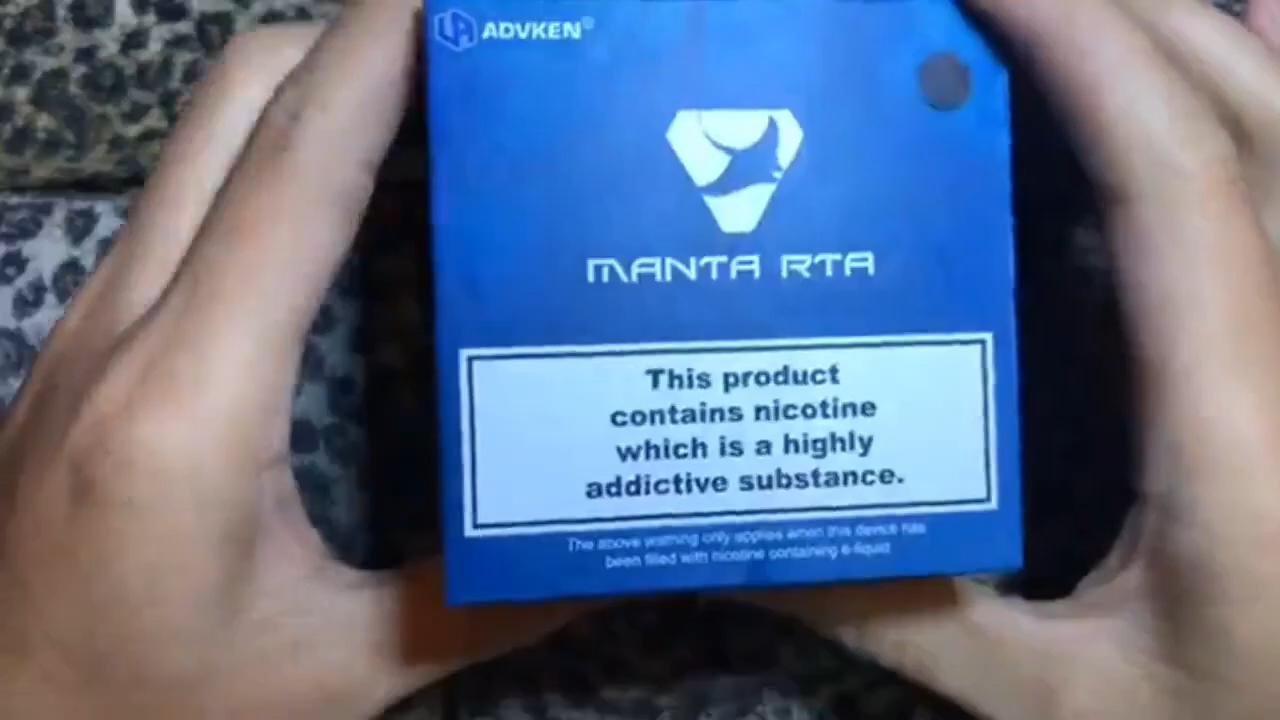 ADVKEN®
MANTA RTA
This product
contains nicotine
which is a highly
addictive substance.
The above warning only applies when this device has
been filled with nicotine containing e-liquid